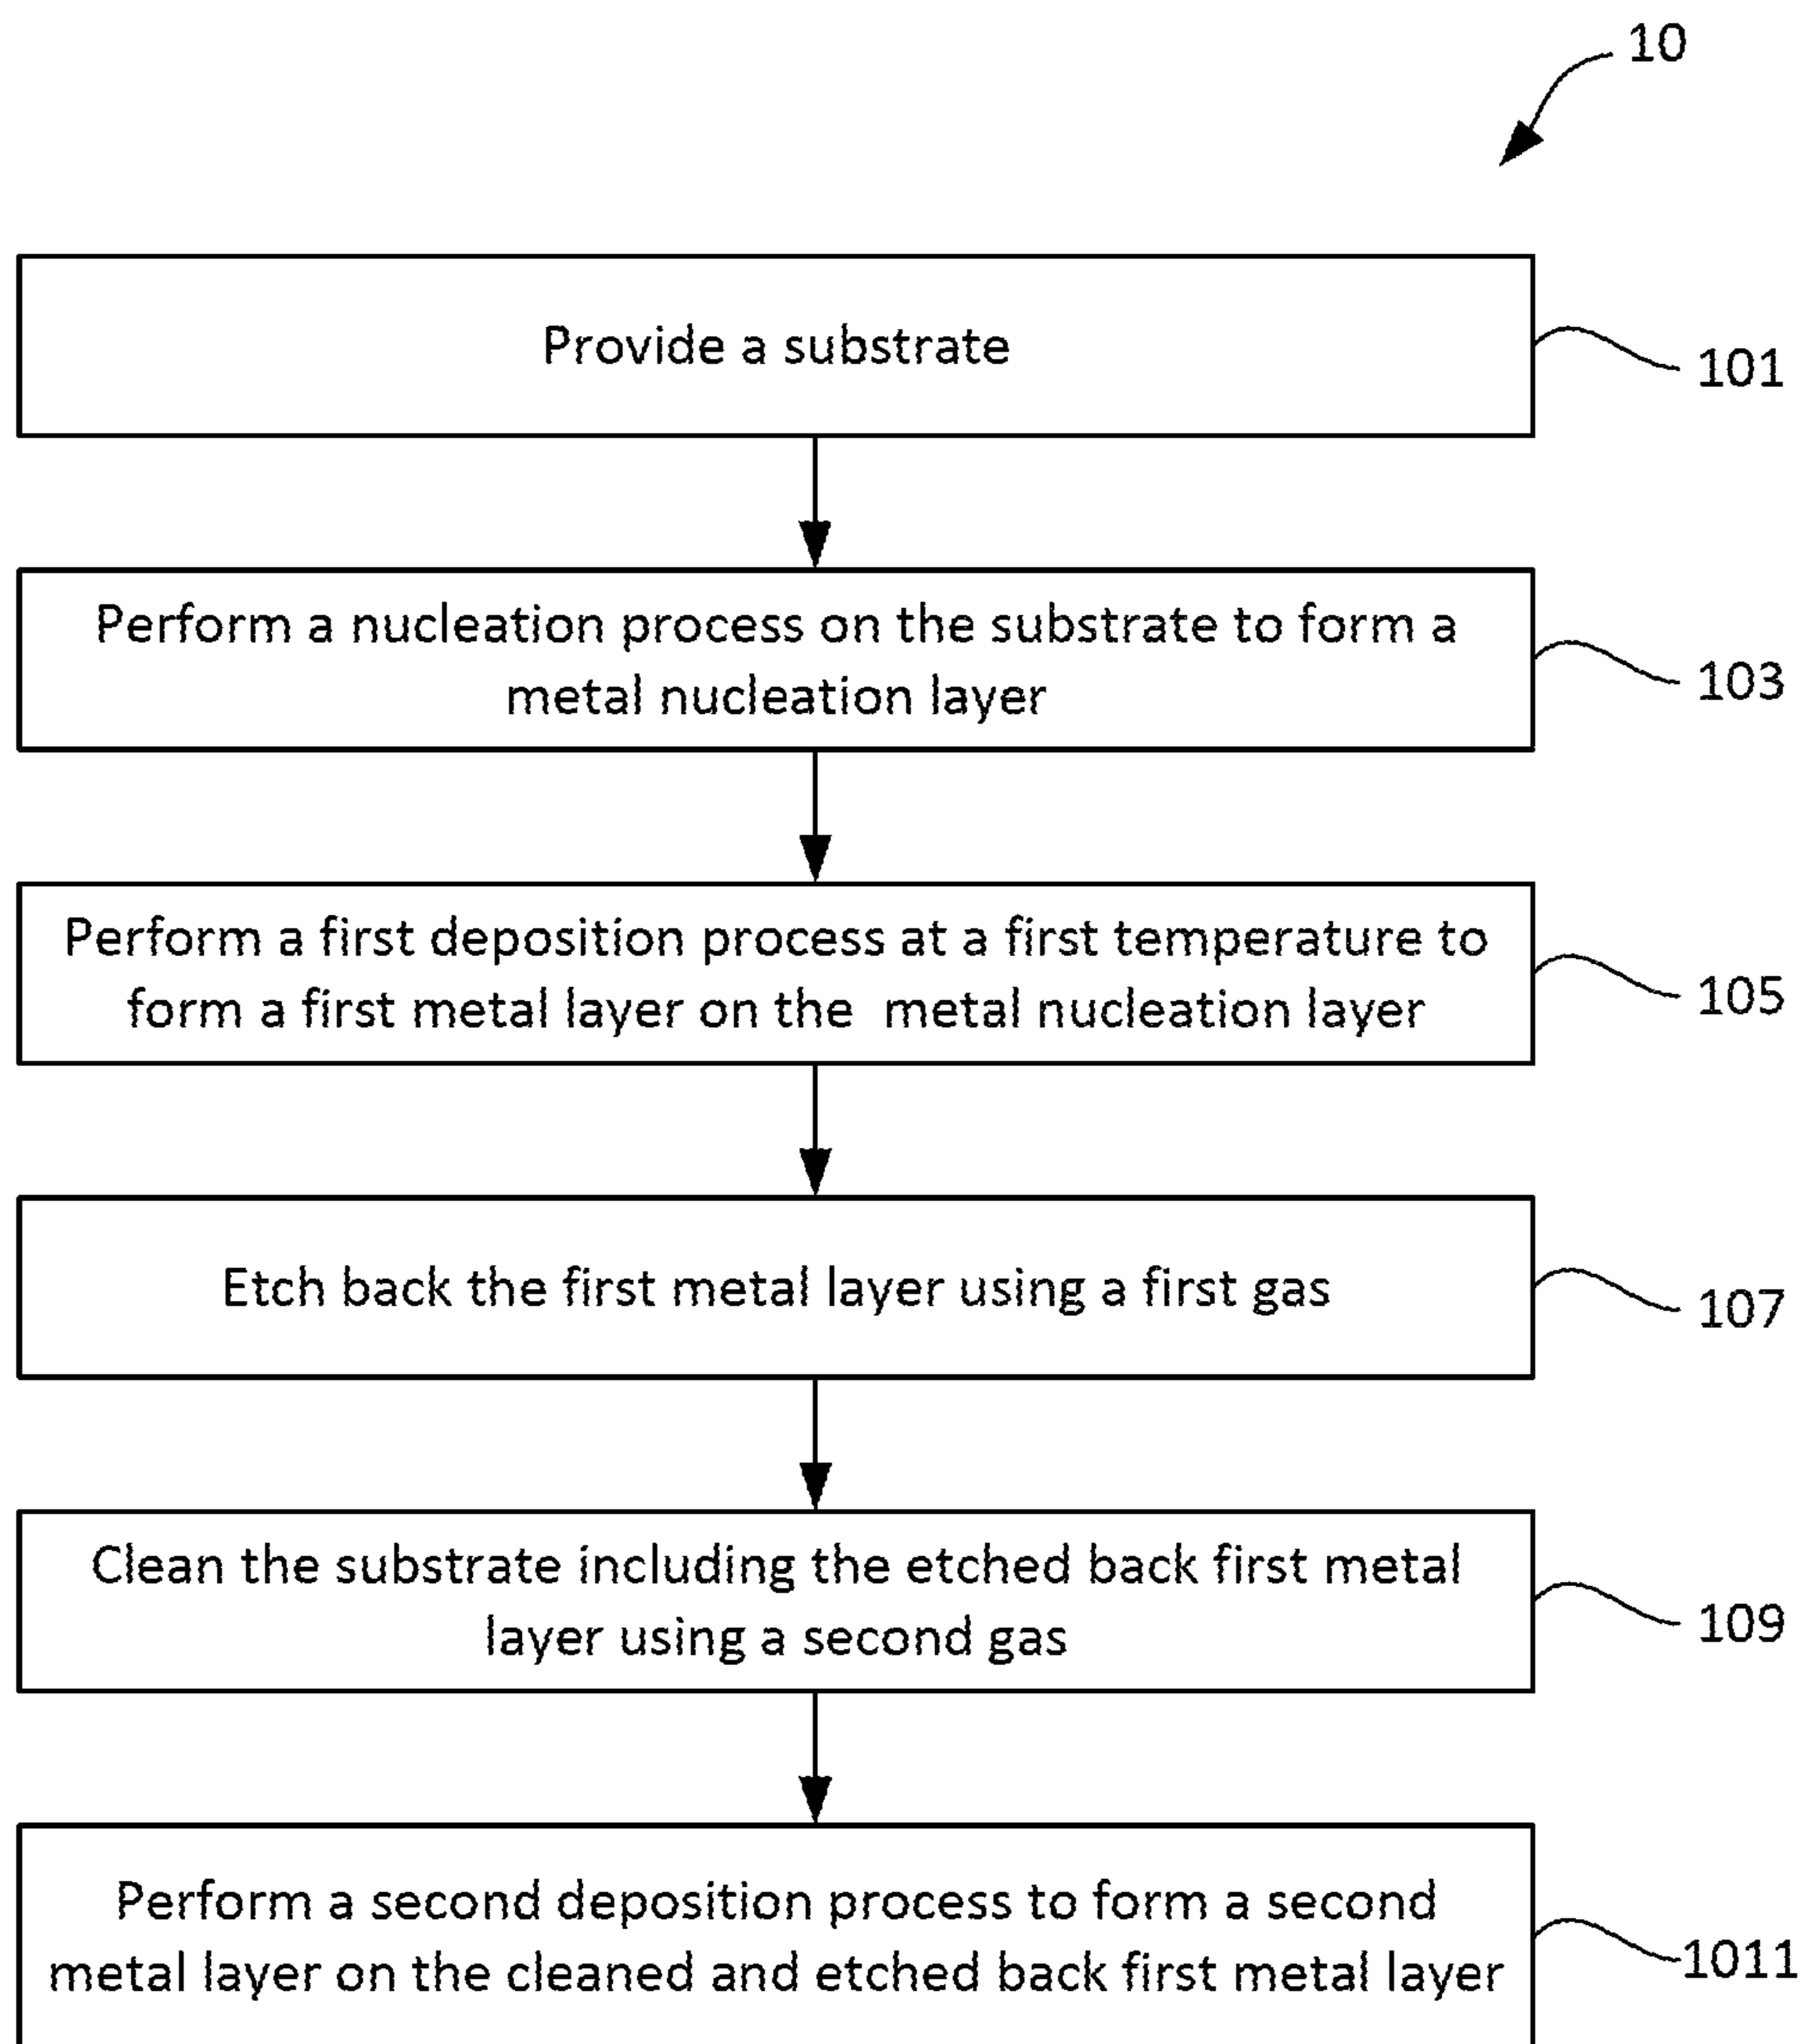 10
Provide a substrate
101
Perform a nucleation process on the substrate to form a
metal nucleation layer
103
Perform a first deposition process at a first temperature to
form a first metal layer on the metal nucleation layer
105
Etch back the first metal layer using a first gas
107
Clean the substrate including the etched back first metal
layer using a second gas
109
Perform a second deposition process to form a second
metal layer on the cleaned and etched back first metal layer
1011